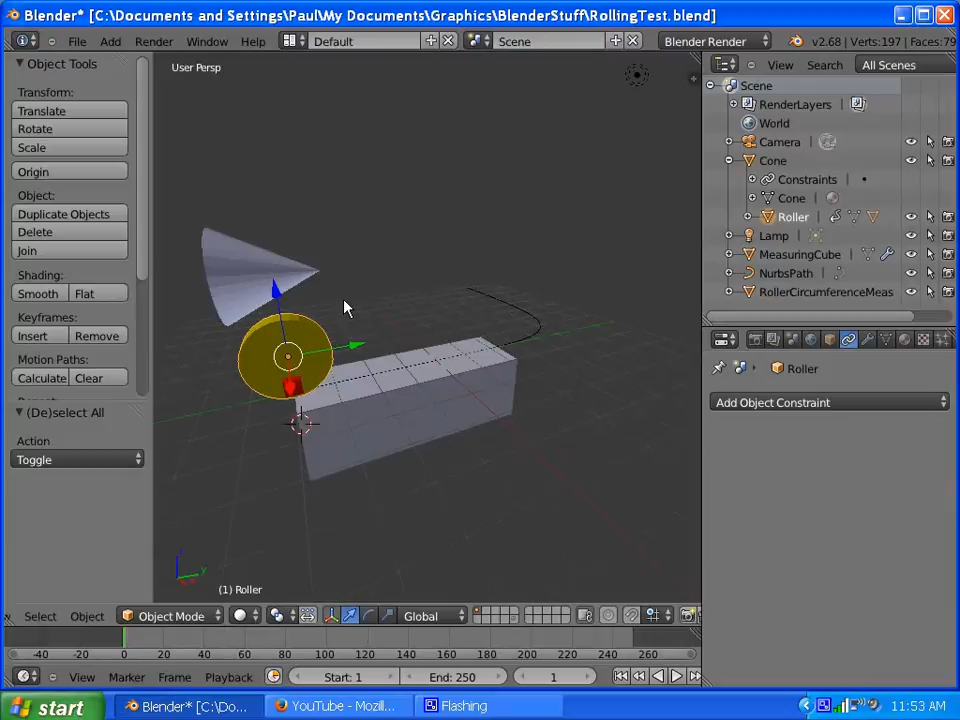 Blender* [C:\Documents and Settings\Paul\My Documents\Graphics\BlenderStuff\RollingTest.blend]
File Add Render Window Help Default Scene Blender Render v2.68 | Verts:197 | Faces:79
Object Tools
Transform:
Translate
Rotate
Scale
Origin
Object:
Duplicate Objects
Delete
Join
Shading:
Smooth Flat
Keyframes:
Insert Remove
Motion Paths:
Calculate Clear
(De)select All
Action
Toggle
User Persp
(1) Roller
View Search All Scenes
Scene
RenderLayers
World
Camera
Cone
Constraints
Cone
Roller
Lamp
MeasuringCube
NurbsPath
RollerCircumferenceMeas
Roller
Add Object Constraint
Select Object Object Mode Global
-40 -20 0 20 40 60 80 100 120 140 160 180 200 220 240 260
View Marker Frame Playback Start: 1 End: 250 1
start Blender* [C:\Do... YouTube - Mozill... Flashing 11:53 AM